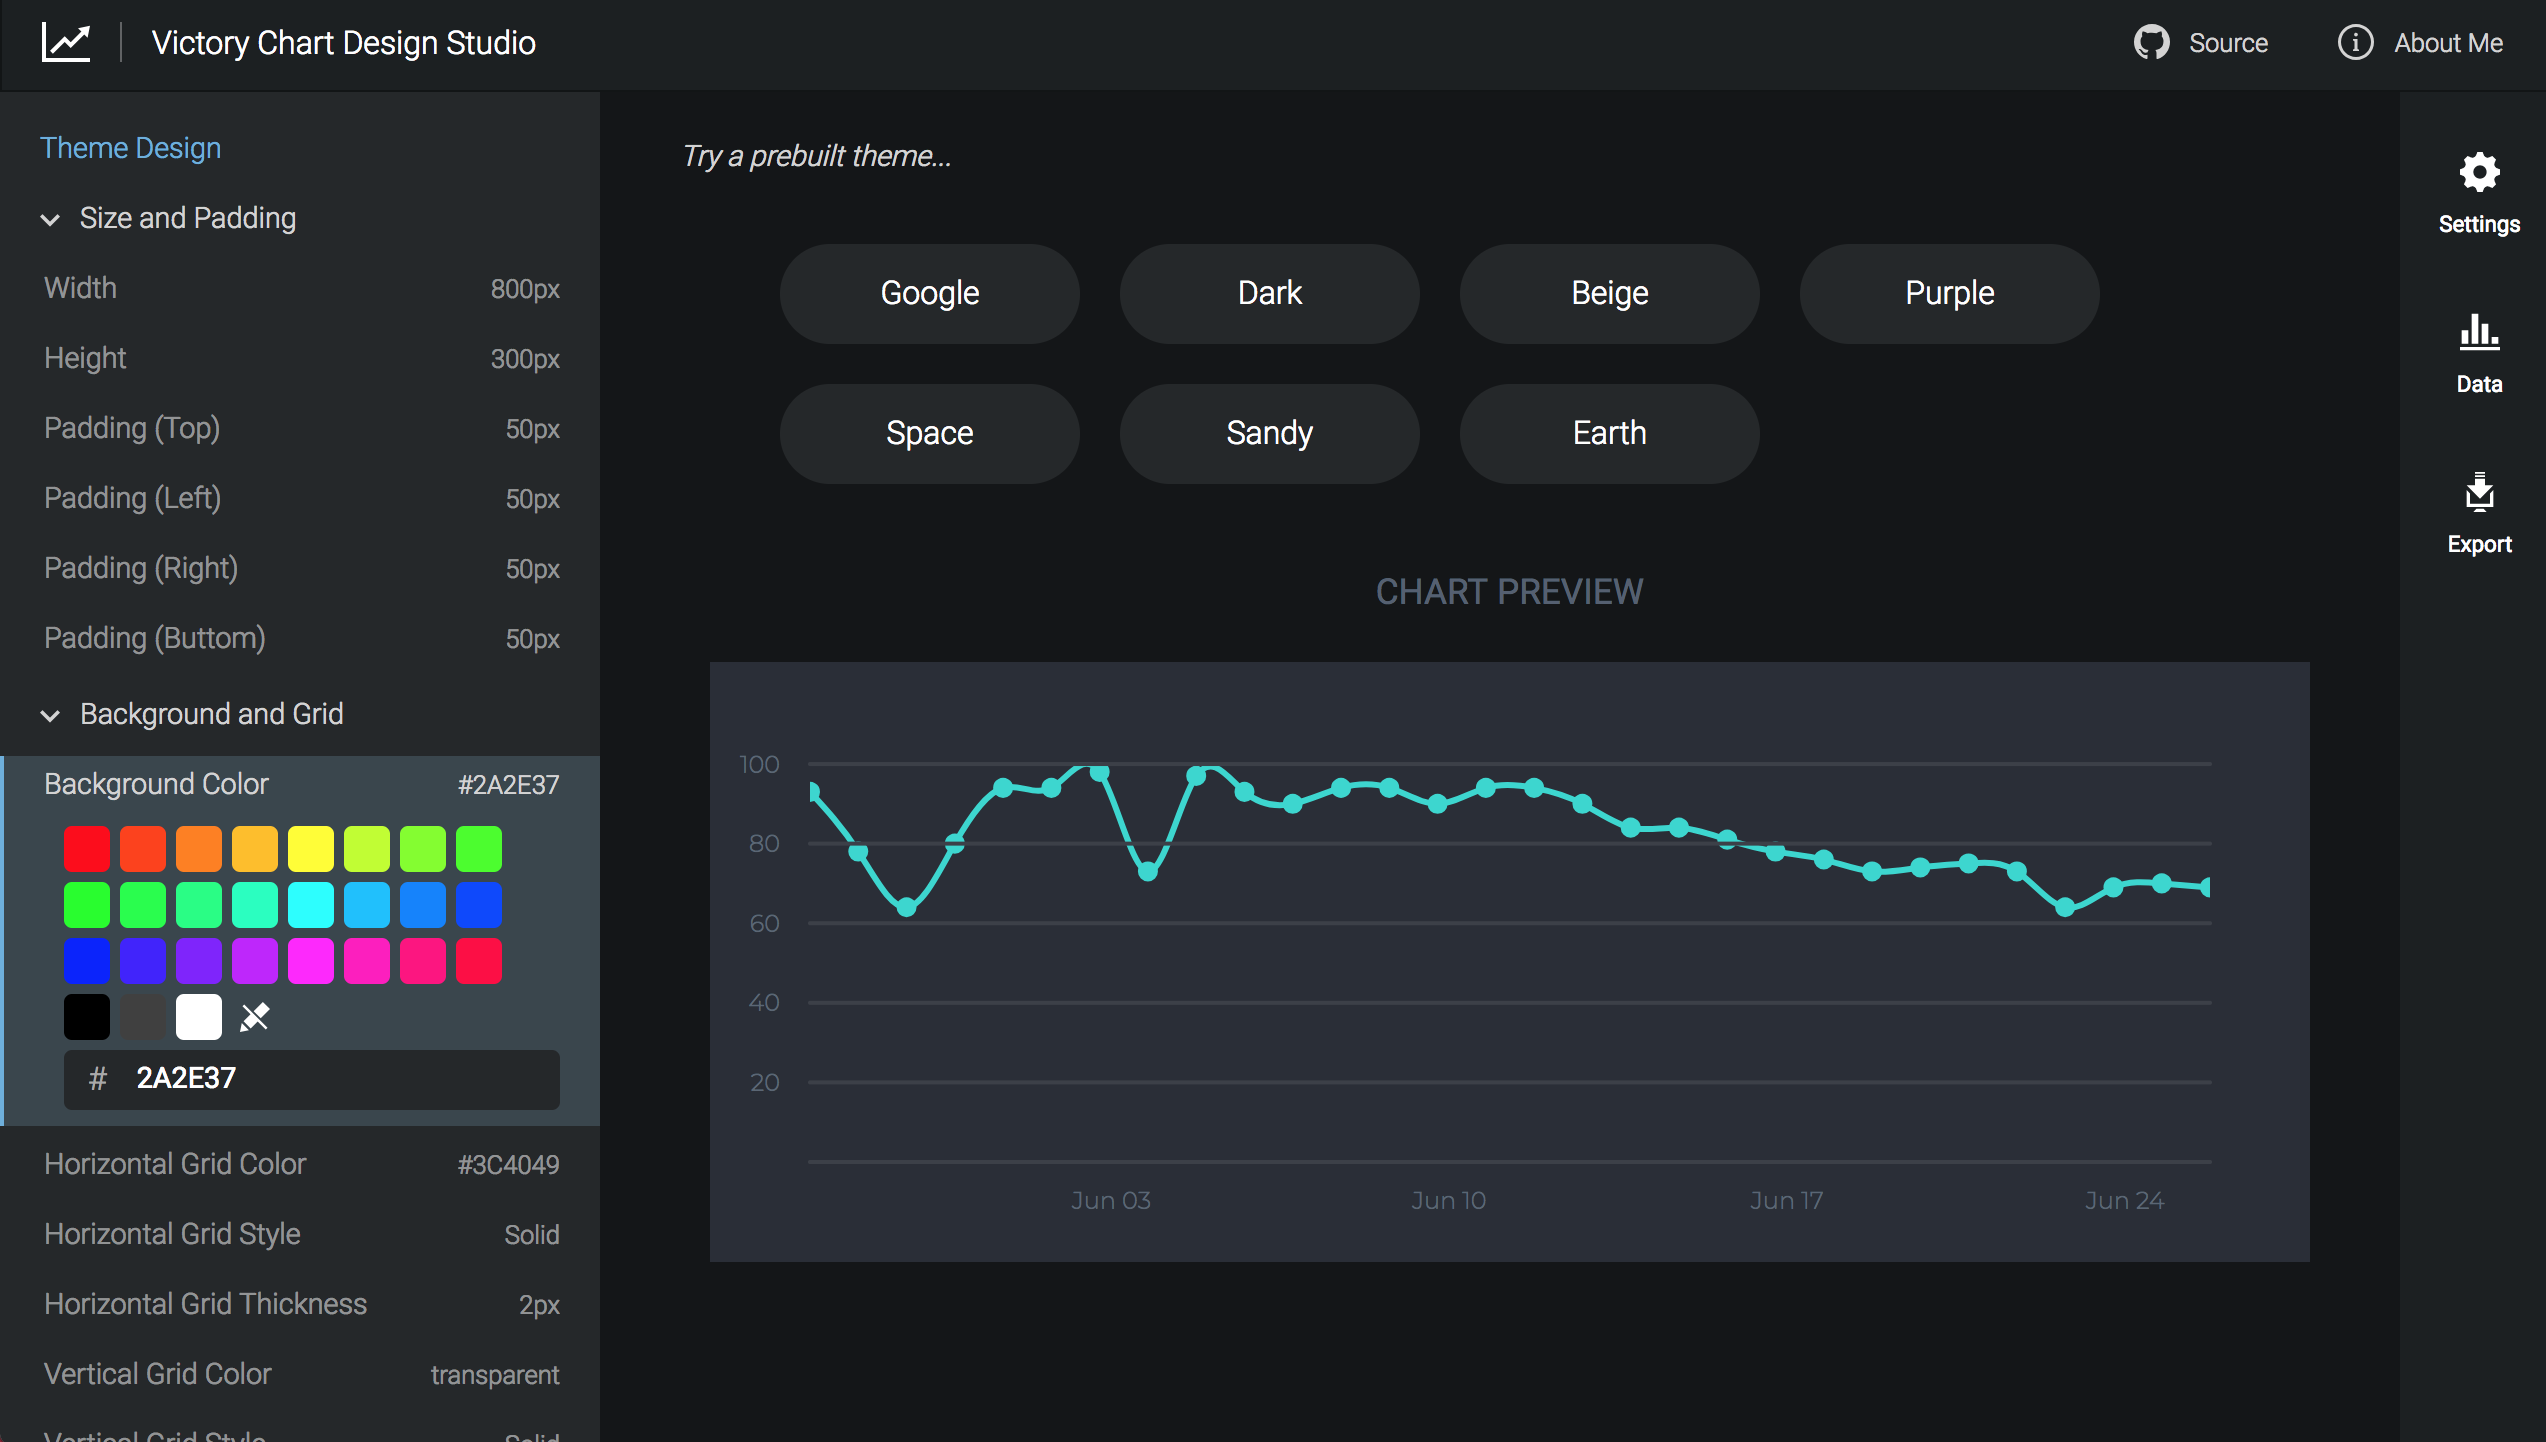 Victory Chart Design Studio
Source
About Me
Theme Design
Size and Padding
Width 800px
Height 300px
Padding (Top) 50px
Padding (Left) 50px
Padding (Right) 50px
Padding (Buttom) 50px
Background and Grid
Background Color #2A2E37
# 2A2E37
Horizontal Grid Color #3C4049
Horizontal Grid Style Solid
Horizontal Grid Thickness 2px
Vertical Grid Color transparent
Vertical Grid Style Solid
Try a prebuilt theme...
Google
Dark
Beige
Purple
Space
Sandy
Earth
CHART PREVIEW
100
80
60
40
20
Jun 03
Jun 10
Jun 17
Jun 24
Settings
Data
Export